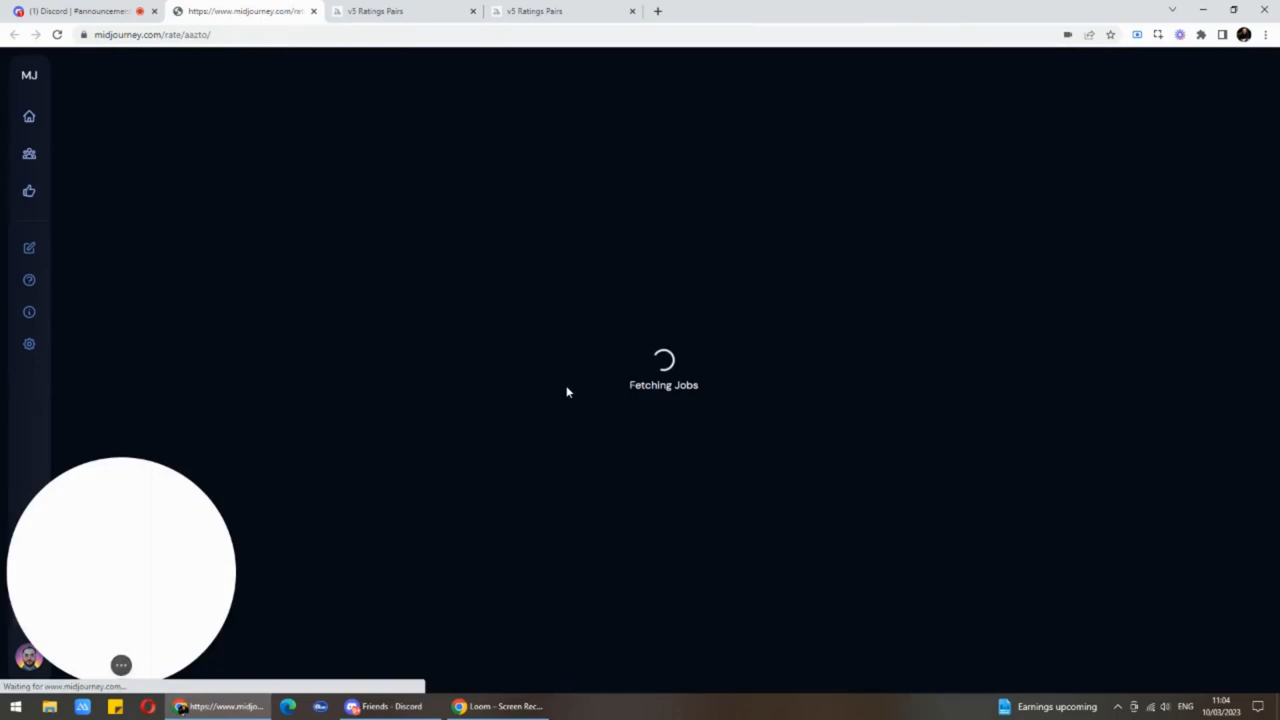 (1) Discord | #announcemen
https://www.midjourney.com/ra
v5 Ratings Pairs
v5 Ratings Pairs
midjourney.com/rate/aazto/
MJ
Fetching Jobs
Waiting for www.midjourney.com...
https://www.midjo...
Friends - Discord
Loom – Screen Rec...
Earnings upcoming
ENG
11:04
10/03/2023